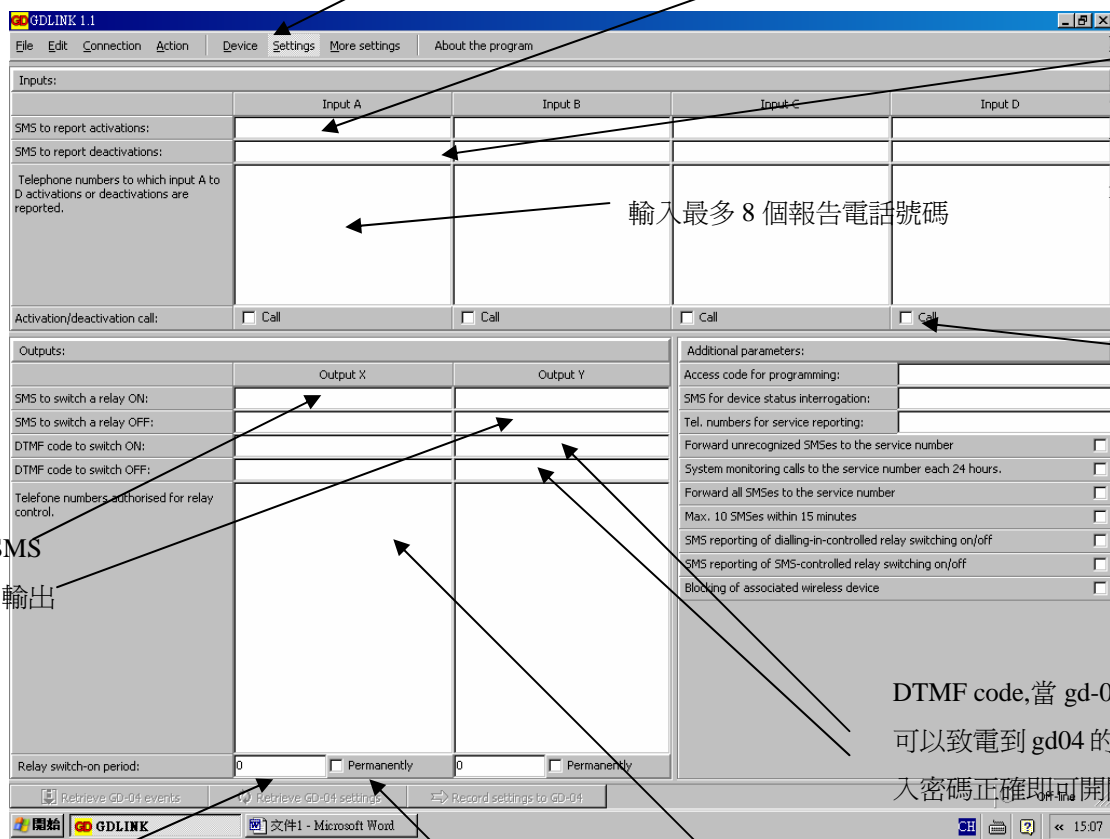 GD GDLINK 1.1
File Edit Connection Action Device Settings More settings About the program
Inputs:
Input A Input B Input C Input D
SMS to report activations:
SMS to report deactivations:
Telephone numbers to which input A to
D activations or deactivations are
reported.
輸入最多 8 個報告電話號碼
Activation/deactivation call: Call Call Call Call
Outputs:
Output X Output Y
SMS to switch a relay ON:
SMS to switch a relay OFF:
DTMF code to switch ON:
DTMF code to switch OFF:
Telefone numbers authorised for relay
control.
SMS
輸出
Relay switch-on period: 0 Permanently 0 Permanently
Additional parameters:
Access code for programming:
SMS for device status interrogation:
Tel. numbers for service reporting:
Forward unrecognized SMSes to the service number
System monitoring calls to the service number each 24 hours.
Forward all SMSes to the service number
Max. 10 SMSes within 15 minutes
SMS reporting of dialling-in-controlled relay switching on/off
SMS reporting of SMS-controlled relay switching on/off
Blocking of associated wireless device
DTMF code,當 gd-0
可以致電到 gd04 的
入密碼正確即可開
Retrieve GD-04 events Retrieve GD-04 settings Record settings to GD-04 Off-line
開始 GD GDLINK 交件1 - Microsoft Word CH « 15:07